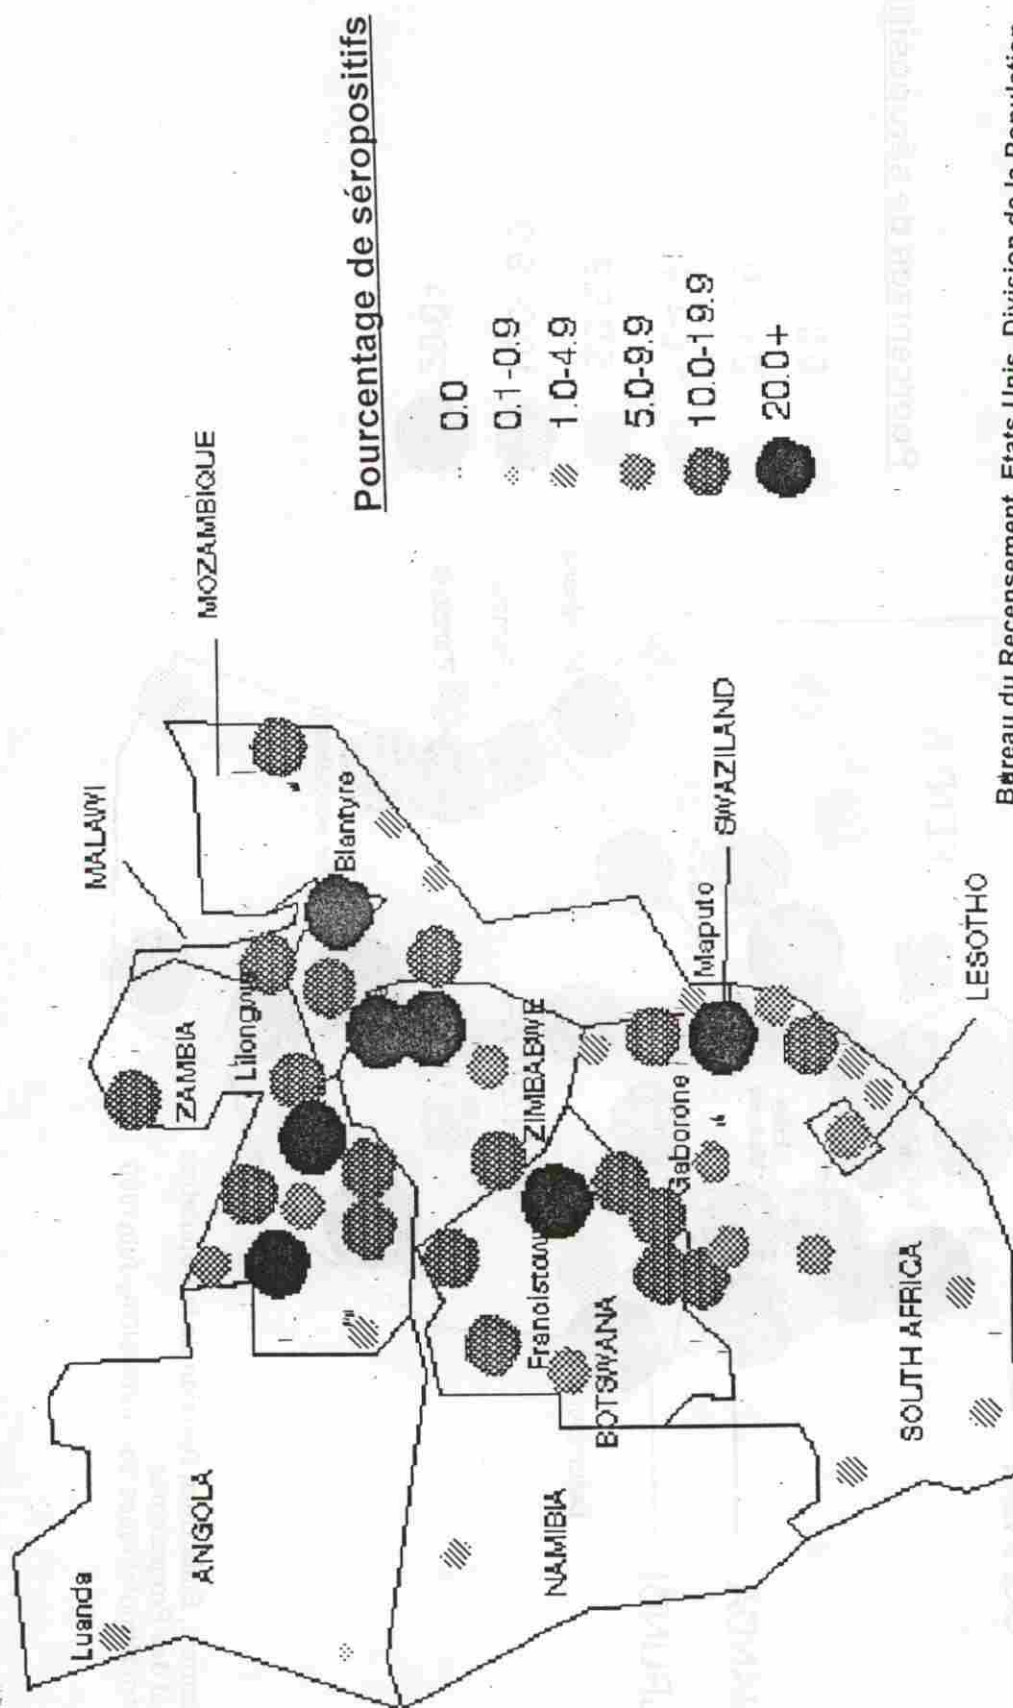 Pourcentage de séropositifs
0.0
0.1-0.9
1.0-4.9
5.0-9.9
10.0-19.9
20.0+
MOZAMBIQUE
MALAWI
Blantyre
ZAMBIA
Maputo
SWAZILAND
LESOTHO
ZIMBABWE
Gaborone
BOTSWANA
SOUTH AFRICA
ANGOLA
Luanda
NAMIBIA
Bureau du Recensement, Etats Unis, Division de la Population